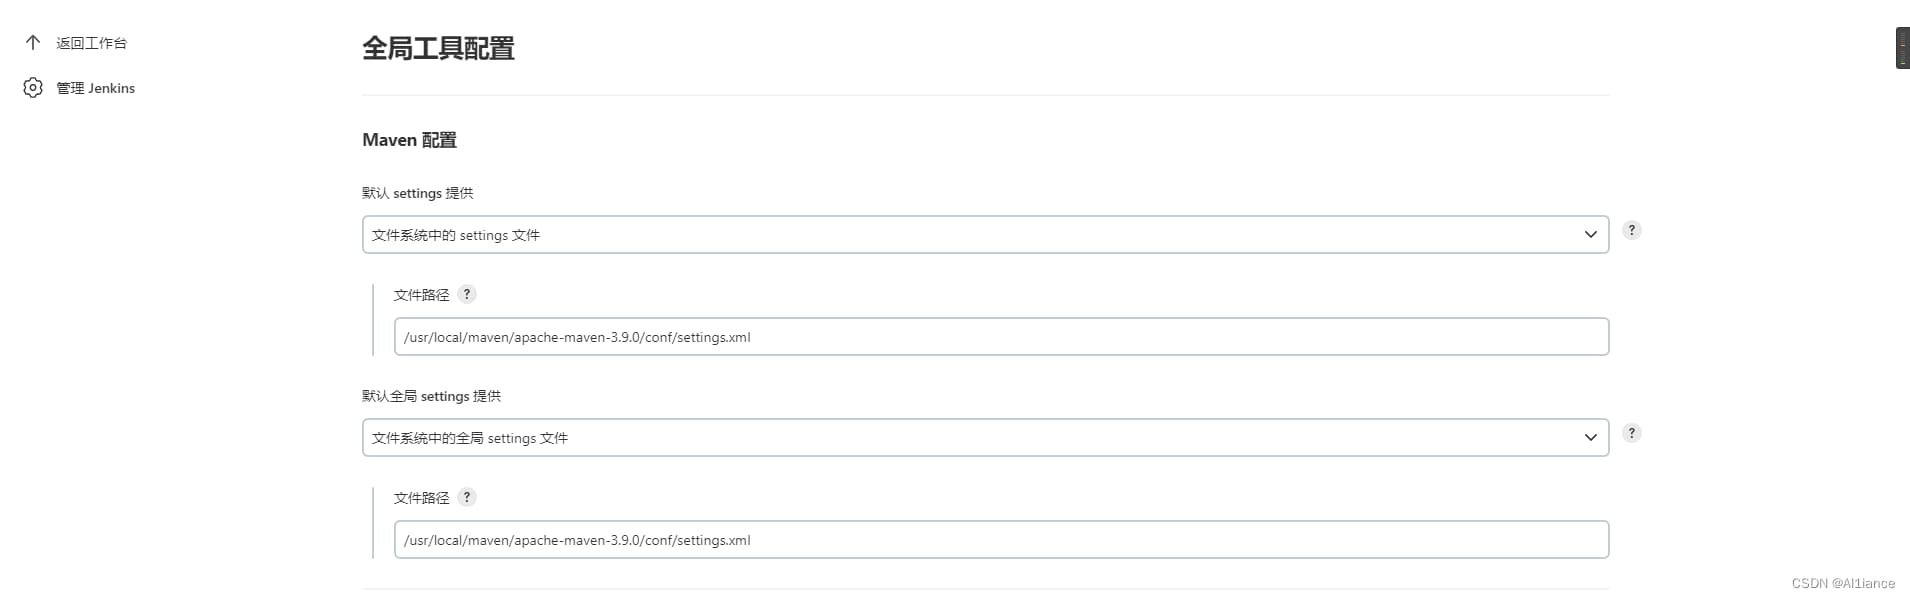 返回工作台
管理 Jenkins
全局工具配置
Maven 配置
默认 settings 提供
文件系统中的 settings 文件
?
文件路径 ?
/usr/local/maven/apache-maven-3.9.0/conf/settings.xml
默认全局 settings 提供
文件系统中的全局 settings 文件
?
文件路径 ?
/usr/local/maven/apache-maven-3.9.0/conf/settings.xml
CSDN @Al1iance